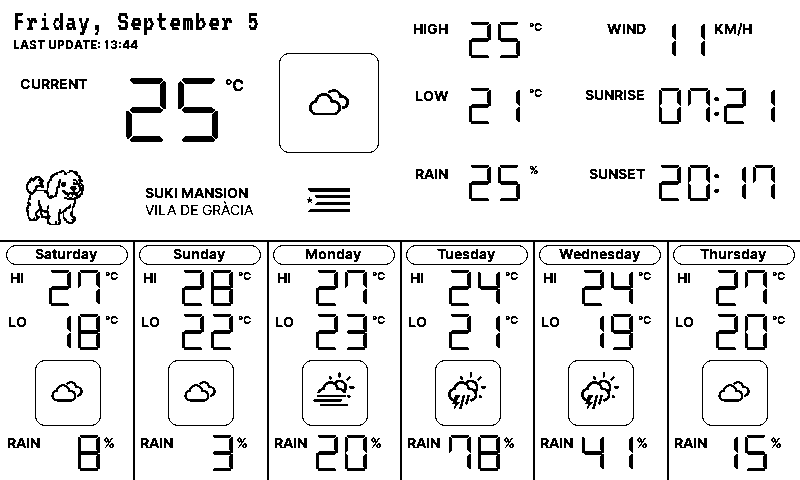 Friday, September 5
LAST UPDATE: 13:44
CURRENT 25 °C
SUKI MANSION
VILA DE GRÀCIA
HIGH 25 °C
LOW 21 °C
RAIN 25 %
WIND 11 KM/H
SUNRISE 07:21
SUNSET 20:17
Saturday
HI 27 °C
LO 18 °C
RAIN 8 %
Sunday
HI 28 °C
LO 22 °C
RAIN 3 %
Monday
HI 27 °C
LO 23 °C
RAIN 20 %
Tuesday
HI 24 °C
LO 21 °C
RAIN 78 %
Wednesday
HI 24 °C
LO 19 °C
RAIN 41 %
Thursday
HI 27 °C
LO 20 °C
RAIN 15 %